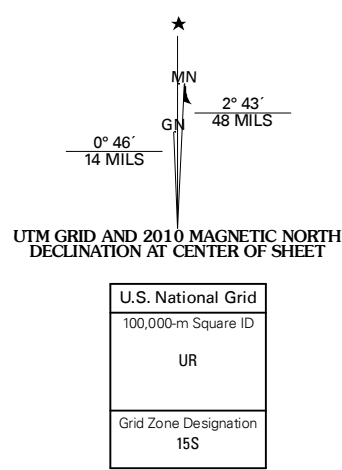 ★
MN
GN
2° 43´
48 MILS
0° 46´
14 MILS
UTM GRID AND 2010 MAGNETIC NORTH
DECLINATION AT CENTER OF SHEET
U.S. National Grid
100,000-m Square ID
UR
Grid Zone Designation
15S